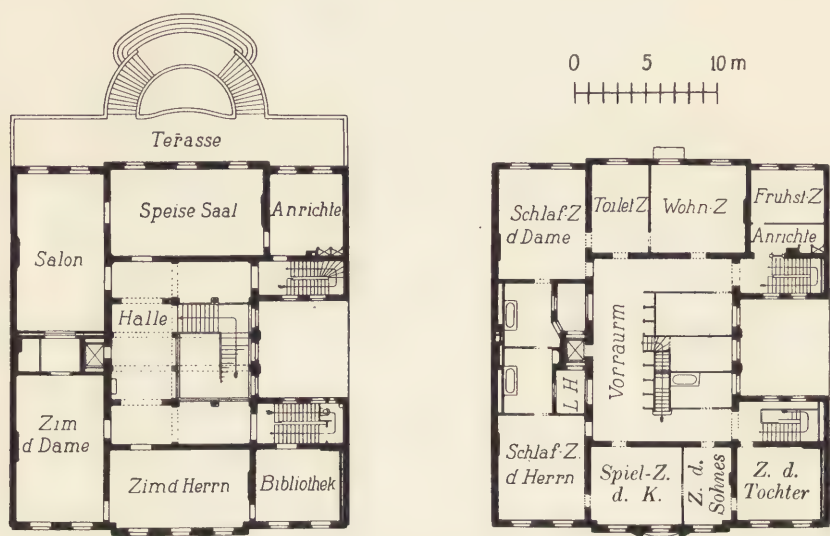 Terasse
Speise Saal
Anrichte
Salon
Halle
Zim
d Dame
Zim d Herrn
Bibliothek
0 5 10 m
Schlaf-Z
d Dame
Toilet Z
Wohn-Z
Fruhst-Z
Anrichte
Vorraurm
L H
Schlaf-Z.
d Herrn
Spiel-Z.
d. K.
Z. d.
Sohnes
Z. d.
Tochter